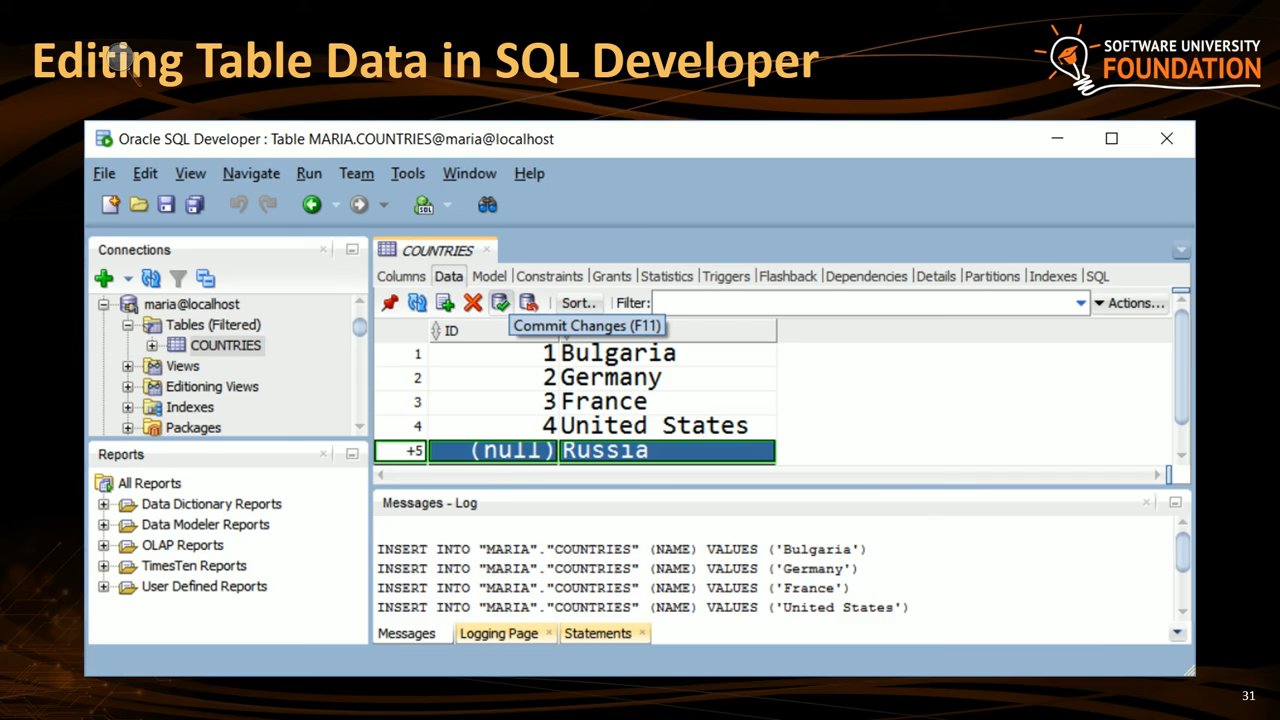 Editing Table Data in SQL Developer
SOFTWARE UNIVERSITY
FOUNDATION
Oracle SQL Developer : Table MARIA.COUNTRIES@maria@localhost
File Edit View Navigate Run Team Tools Window Help
SQL
Connections
maria@localhost
Tables (Filtered)
COUNTRIES
Views
Editioning Views
Indexes
Packages
Reports
All Reports
Data Dictionary Reports
Data Modeler Reports
OLAP Reports
TimesTen Reports
User Defined Reports
COUNTRIES
Columns Data Model Constraints Grants Statistics Triggers Flashback Dependencies Details Partitions Indexes SQL
Sort.. Filter: Actions...
Commit Changes (F11)
ID
1 1 Bulgaria
2 2 Germany
3 3 France
4 4 United States
+5 (null) Russia
Messages - Log
INSERT INTO "MARIA"."COUNTRIES" (NAME) VALUES ('Bulgaria')
INSERT INTO "MARIA"."COUNTRIES" (NAME) VALUES ('Germany')
INSERT INTO "MARIA"."COUNTRIES" (NAME) VALUES ('France')
INSERT INTO "MARIA"."COUNTRIES" (NAME) VALUES ('United States')
Messages Logging Page Statements
31